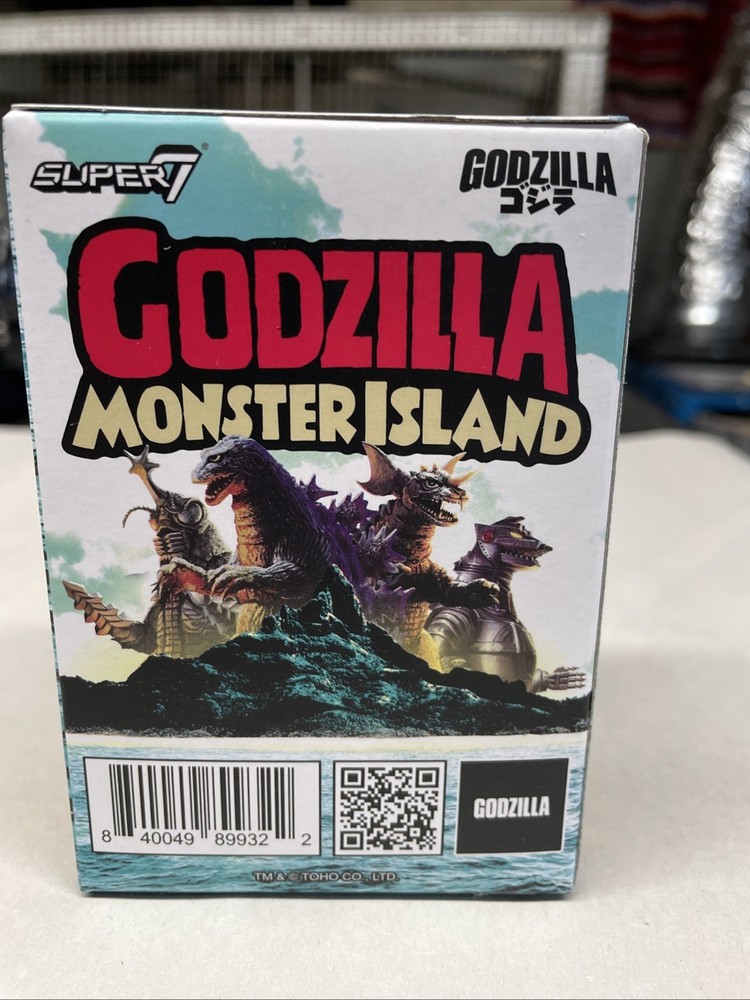 SUPER7®
GODZILLA
ゴジラ
GODZILLA
MONSTER ISLAND
8 40049 89932 2
GODZILLA
TM & © TOHO CO., LTD.